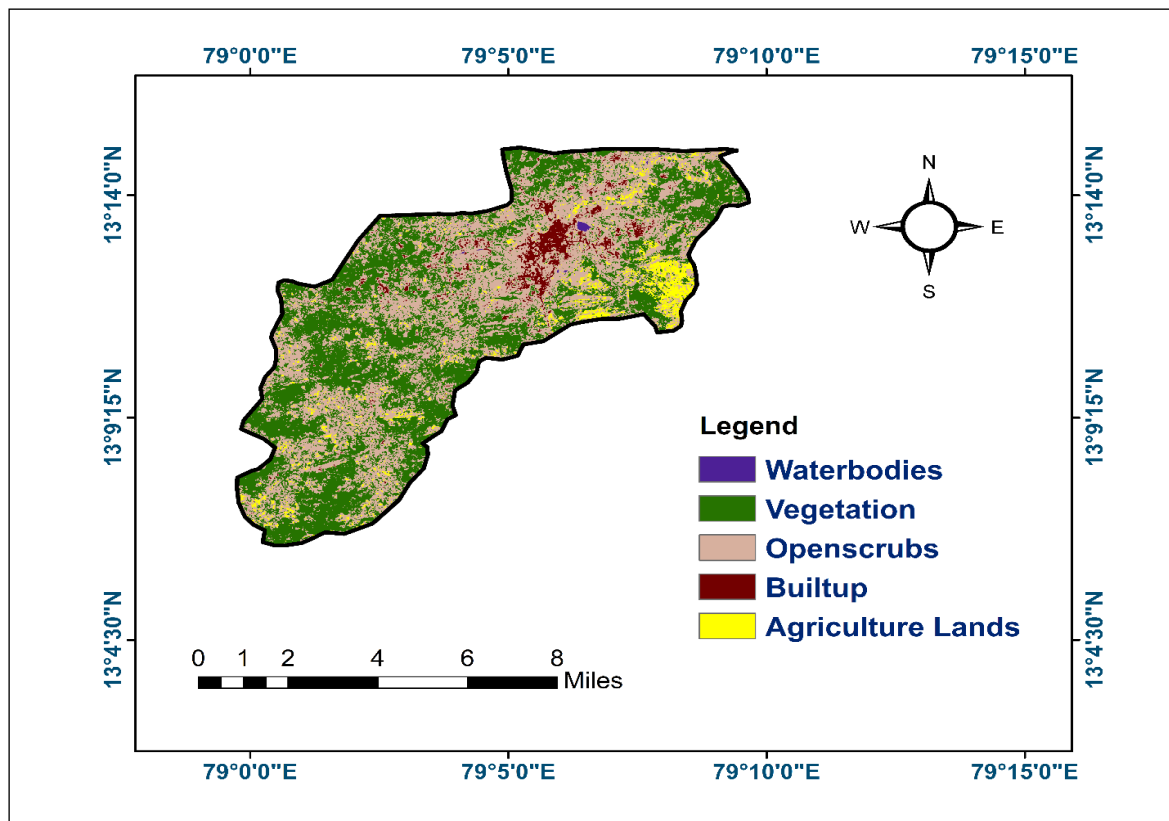 79°0'0"E 79°5'0"E 79°10'0"E 79°15'0"E
13°14'0"N
13°14'0"N
N
W
E
S
13°9'15"N
13°9'15"N
Legend
Waterbodies
Vegetation
Openscrubs
Builtup
Agriculture Lands
13°4'30"N
13°4'30"N
0 1 2 4 6 8
Miles
79°0'0"E 79°5'0"E 79°10'0"E 79°15'0"E